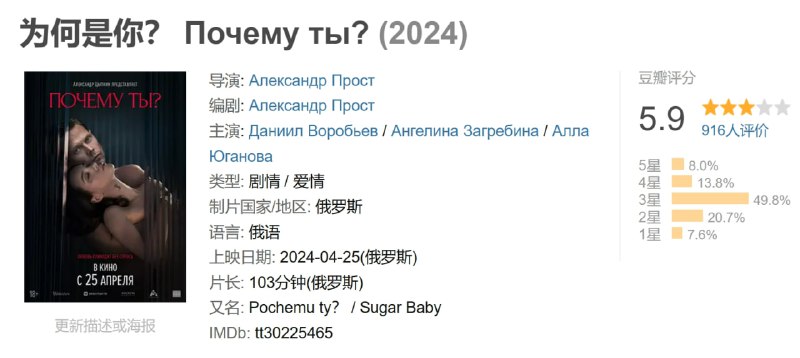 为何是你？ Почему ты? (2024)
АЛЕКСАНДР ЦЫПКИН ПРЕДСТАВЛЯЕТ
ПОЧЕМУ ТЫ?
В КИНО
С 25 АПРЕЛЯ
18+
更新描述或海报
导演: Александр Прост
编剧: Александр Прост
主演: Даниил Воробьев / Ангелина Загребина / Алла
Юганова
类型: 剧情 / 爱情
制片国家/地区: 俄罗斯
语言: 俄语
上映日期: 2024-04-25(俄罗斯)
片长: 103分钟(俄罗斯)
又名: Pochemu ty? / Sugar Baby
IMDb: tt30225465
豆瓣评分
5.9
916人评价
5星 8.0%
4星 13.8%
3星 49.8%
2星 20.7%
1星 7.6%